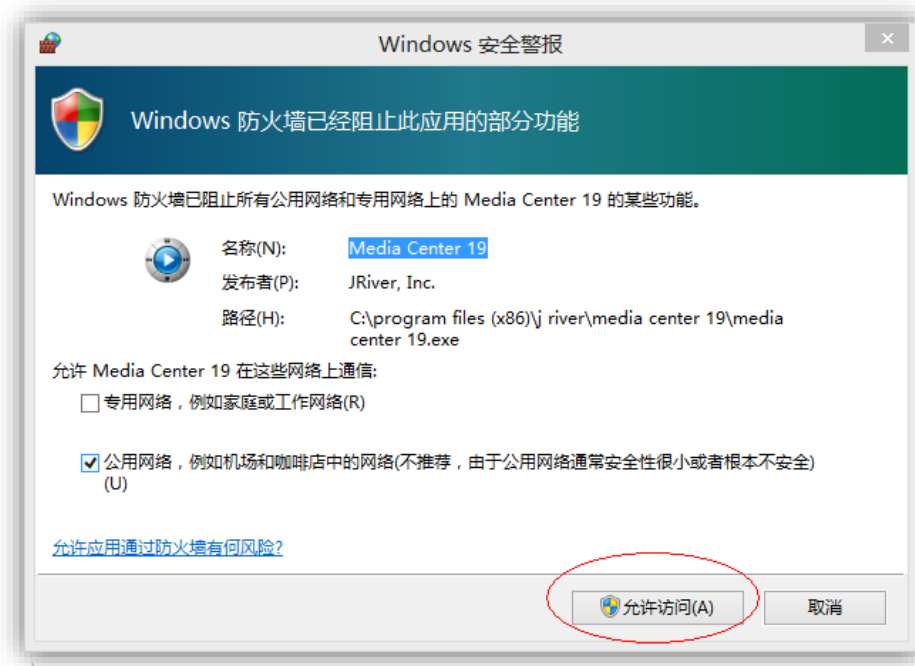 Windows 安全警报
Windows 防火墙已经阻止此应用的部分功能
Windows 防火墙已阻止所有公用网络和专用网络上的 Media Center 19 的某些功能。
名称(N): Media Center 19
发布者(P): JRiver, Inc.
路径(H): C:\program files (x86)\j river\media center 19\media
center 19.exe
允许 Media Center 19 在这些网络上通信:
专用网络，例如家庭或工作网络(R)
公用网络，例如机场和咖啡店中的网络(不推荐，由于公用网络通常安全性很小或者根本不安全)
(U)
允许应用通过防火墙有何风险?
允许访问(A) 取消